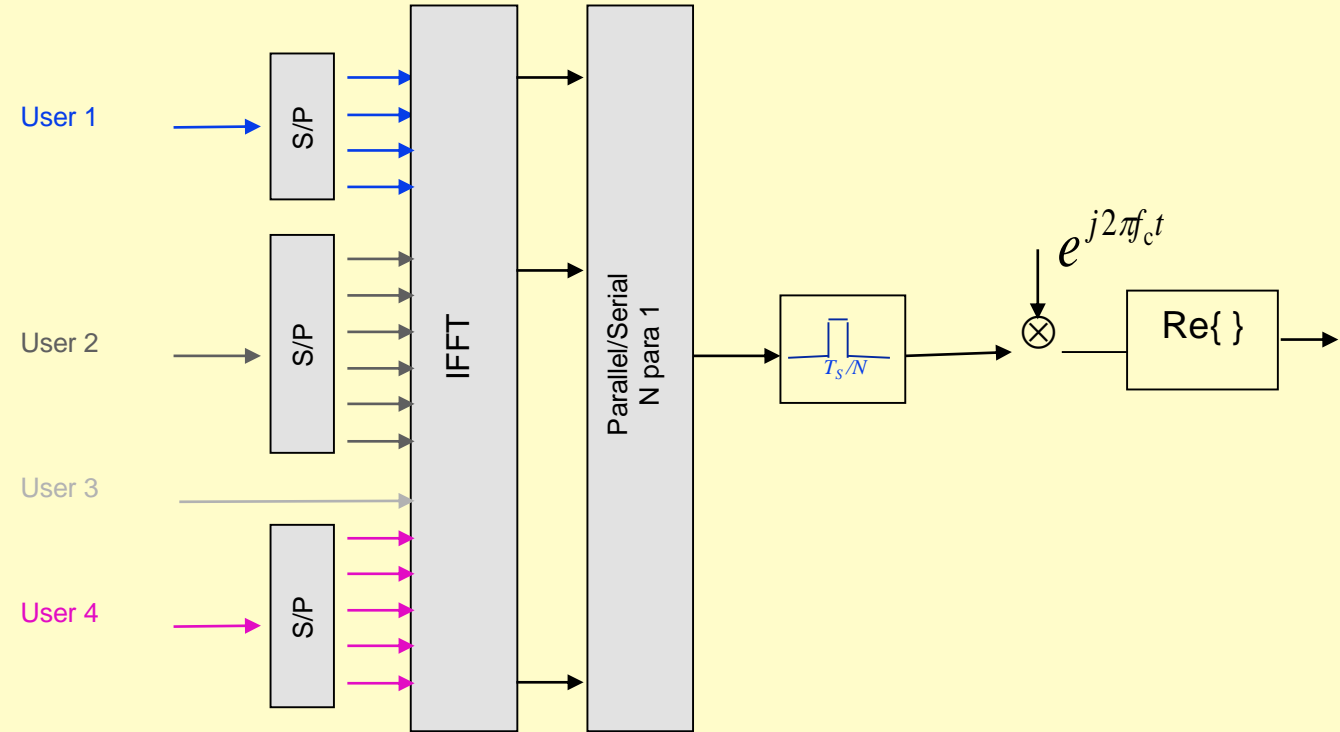 User 1
S/P
User 2
S/P
User 3
User 4
S/P
IFFT
Parallel/Serial
N para 1
T_S/N
e^{j2πf_c t}
Re{ }